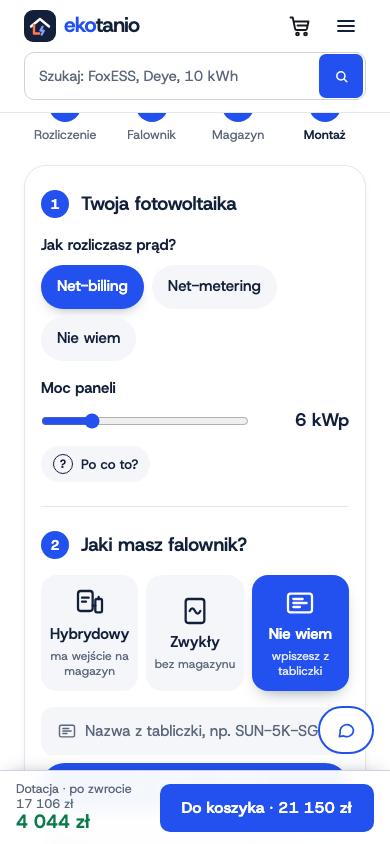 ekotanio
Szukaj: FoxESS, Deye, 10 kWh
Rozliczenie Falownik Magazyn Montaż
1 Twoja fotowoltaika
Jak rozliczasz prąd?
Net-billing Net-metering
Nie wiem
Moc paneli
6 kWp
? Po co to?
2 Jaki masz falownik?
Hybrydowy
ma wejście na
magazyn
Zwykły
bez magazynu
Nie wiem
wpiszesz z
tabliczki
Nazwa z tabliczki, np. SUN-5K-SG
Dotacja · po zwrocie
17 106 zł
4 044 zł
Do koszyka · 21 150 zł